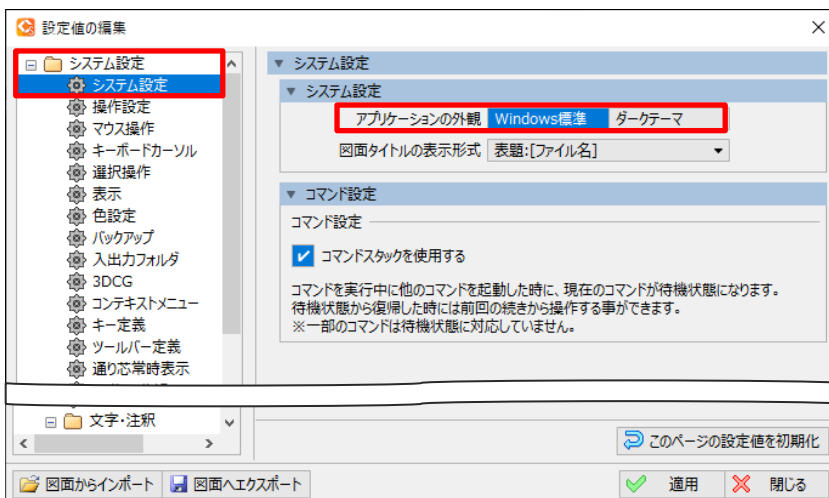 設定値の編集
システム設定
システム設定
操作設定
マウス操作
キーボードカーソル
選択操作
表示
色設定
バックアップ
入出力フォルダ
3DCG
コンテキストメニュー
キー定義
ツールバー定義
通り芯常時表示
文字・注釈
システム設定
システム設定
アプリケーションの外観 Windows標準 ダークテーマ
図面タイトルの表示形式 表題:[ファイル名]
コマンド設定
コマンド設定
コマンドスタックを使用する
コマンドを実行中に他のコマンドを起動した時に、現在のコマンドが待機状態になります。
待機状態から復帰した時には前回の続きから操作する事ができます。
※一部のコマンドは待機状態に対応していません。
このページの設定値を初期化
図面からインポート 図面へエクスポート 適用 閉じる